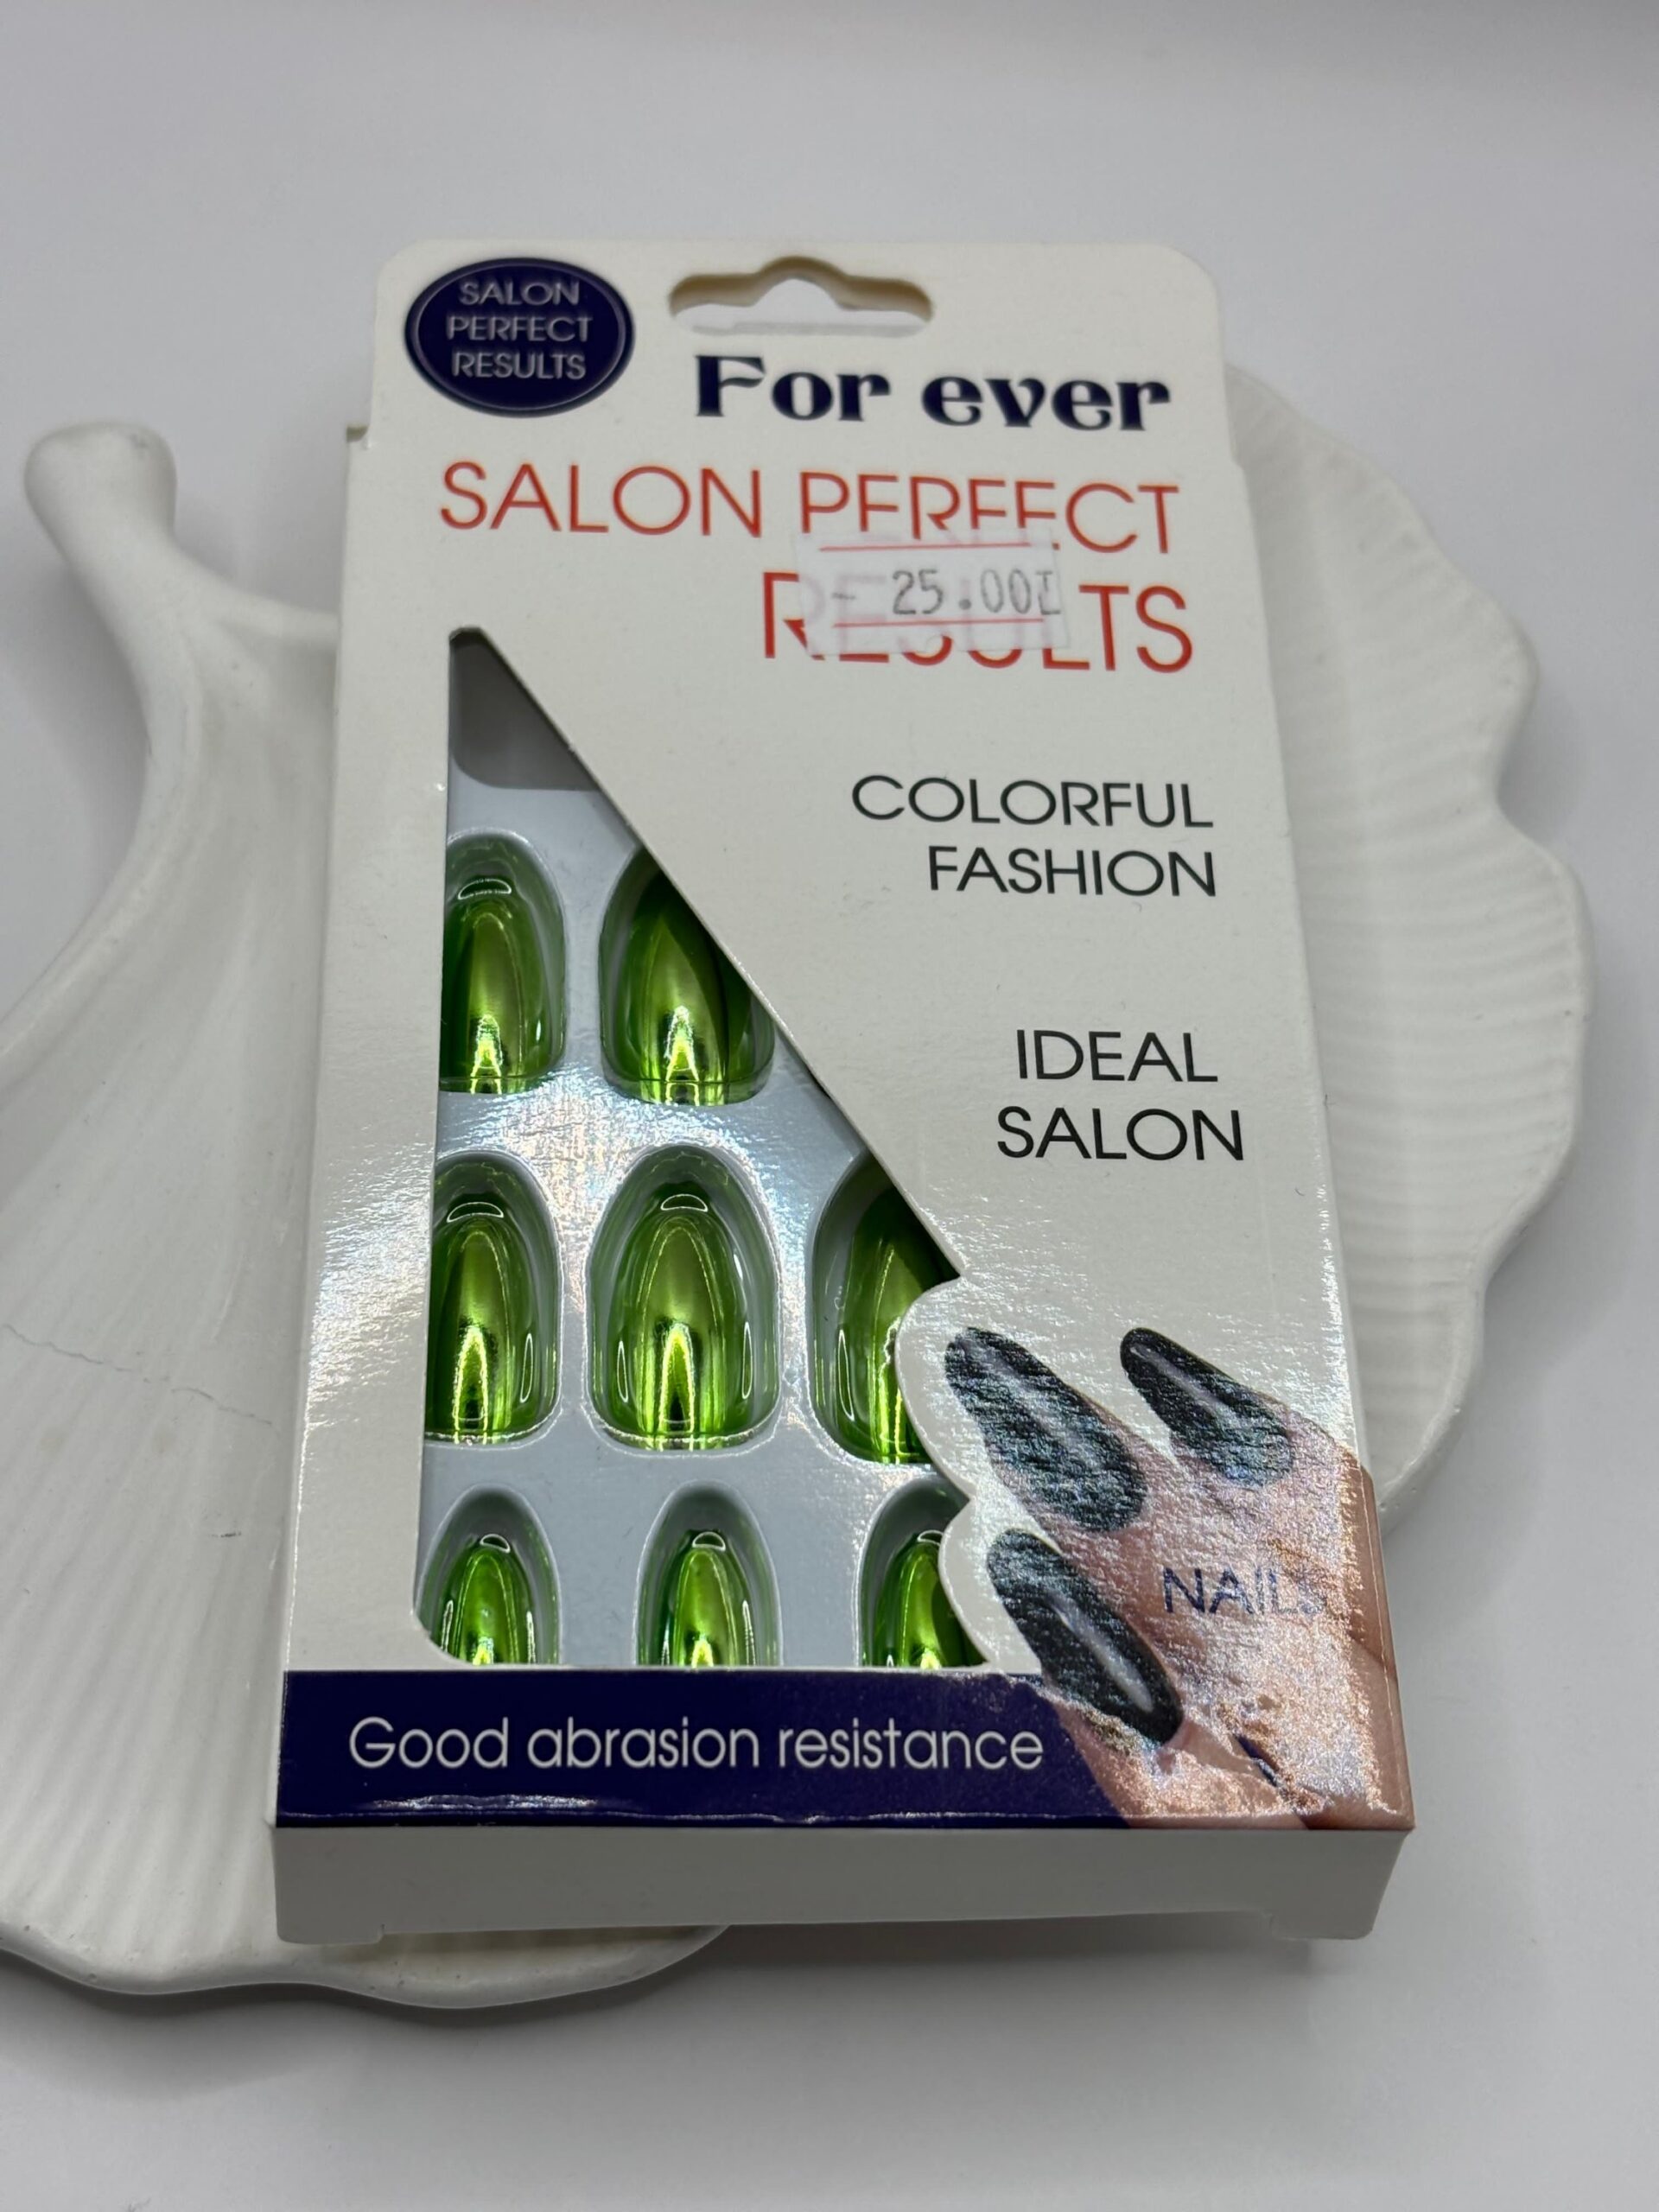 SALON
PERFECT
RESULTS
For ever
SALON PERFECT
RESULTS
25.00
COLORFUL
FASHION
IDEAL
SALON
NAILS
Good abrasion resistance